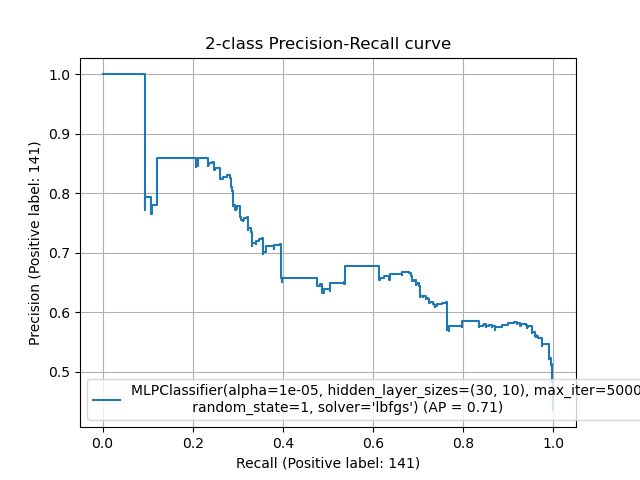 2-class Precision-Recall curve
1.0
0.9
0.8
0.7
0.6
0.5
Precision (Positive label: 141)
MLPClassifier(alpha=1e-05, hidden_layer_sizes=(30, 10), max_iter=5000
random_state=1, solver='lbfgs') (AP = 0.71)
0.0 0.2 0.4 0.6 0.8 1.0
Recall (Positive label: 141)